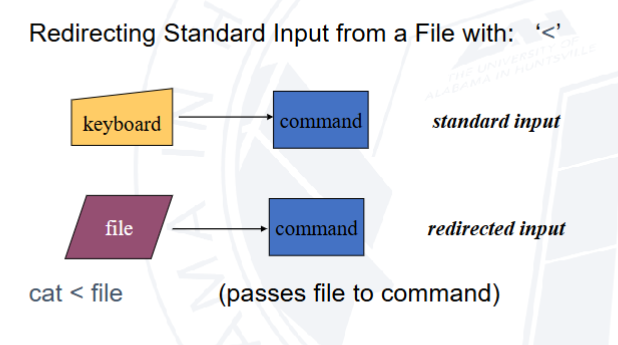 Redirecting Standard Input from a File with: ‘<’
THE UNIVERSITY OF
ALABAMA IN HUNTSVILLE
keyboard command standard input
file command redirected input
cat < file (passes file to command)